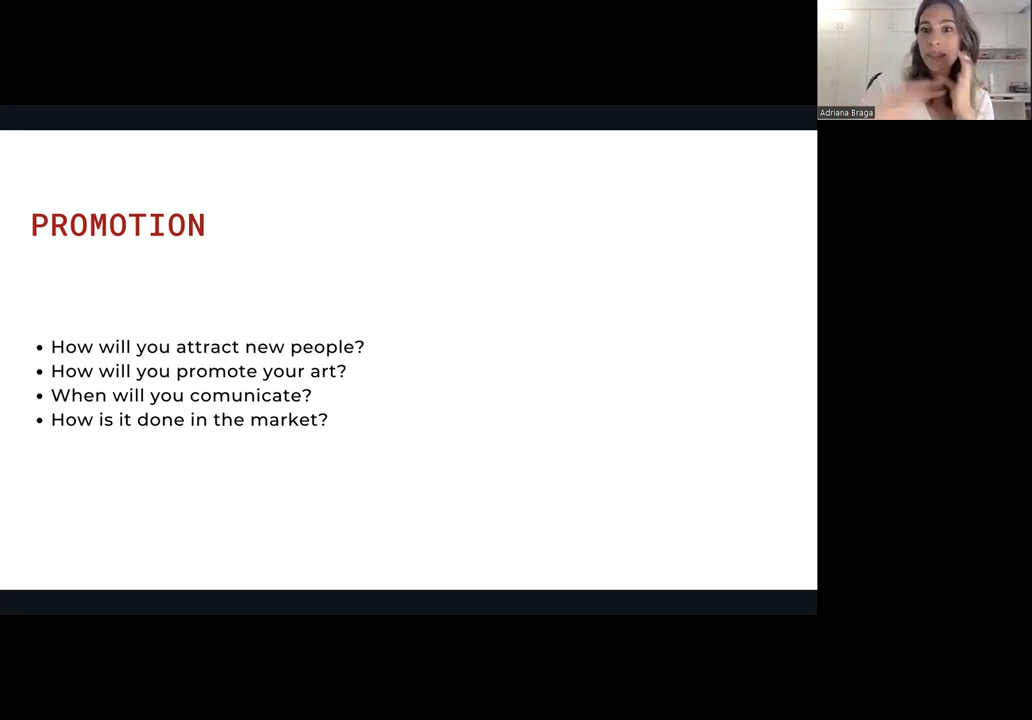 Adriana Braga
PROMOTION
• How will you attract new people?
• How will you promote your art?
• When will you comunicate?
• How is it done in the market?